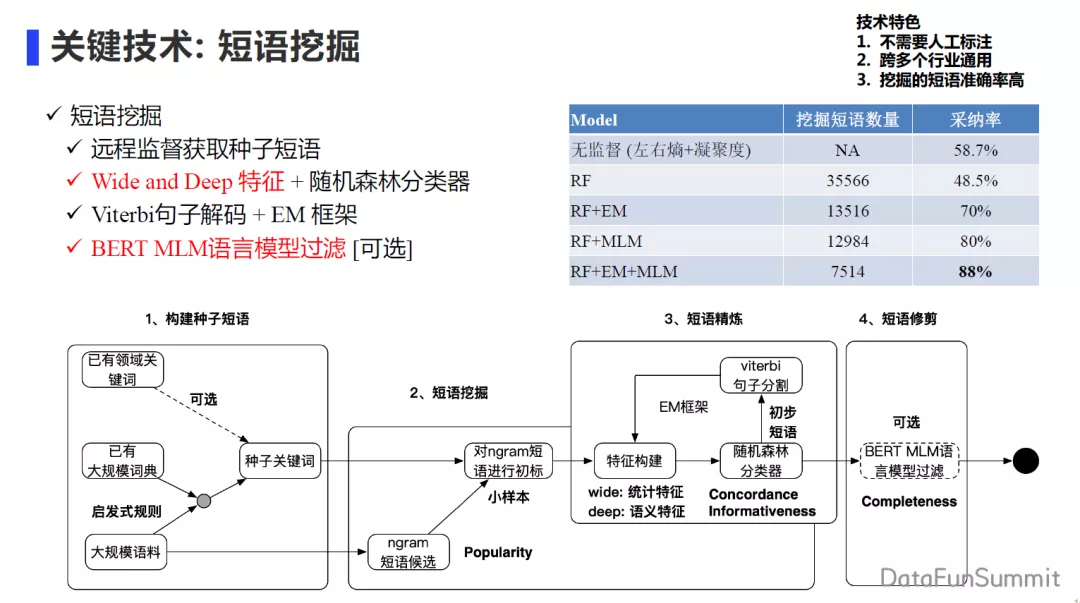 关键技术: 短语挖掘
技术特色
1. 不需要人工标注
2. 跨多个行业通用
3. 挖掘的短语准确率高
✓ 短语挖掘
✓ 远程监督获取种子短语
✓ Wide and Deep 特征 + 随机森林分类器
✓ Viterbi句子解码 + EM 框架
✓ BERT MLM语言模型过滤 [可选]
Model 挖掘短语数量 采纳率
无监督 (左右熵+凝聚度) NA 58.7%
RF 35566 48.5%
RF+EM 13516 70%
RF+MLM 12984 80%
RF+EM+MLM 7514 88%
1、构建种子短语
已有领域关
键词
可选
已有
大规模词典
种子关键词
启发式规则
大规模语料
2、短语挖掘
对ngram短
语进行初标
小样本
ngram
短语候选
Popularity
3、短语精炼
viterbi
句子分割
EM框架
初步
短语
特征构建
随机森林
分类器
wide: 统计特征
deep: 语义特征
Concordance
Informativeness
4、短语修剪
可选
BERT MLM语
言模型过滤
Completeness
DataFunSummit